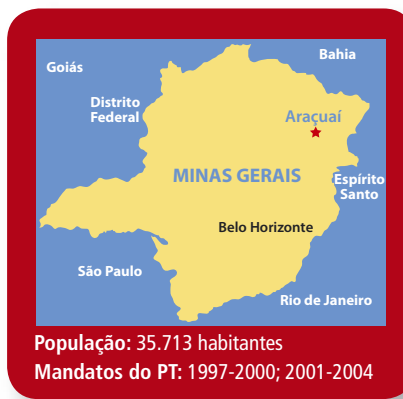 Bahia
Goiás
Distrito
Federal
Araçuaí
MINAS GERAIS
Espírito
Santo
Belo Horizonte
São Paulo
Rio de Janeiro
População: 35.713 habitantes
Mandatos do PT: 1997-2000; 2001-2004